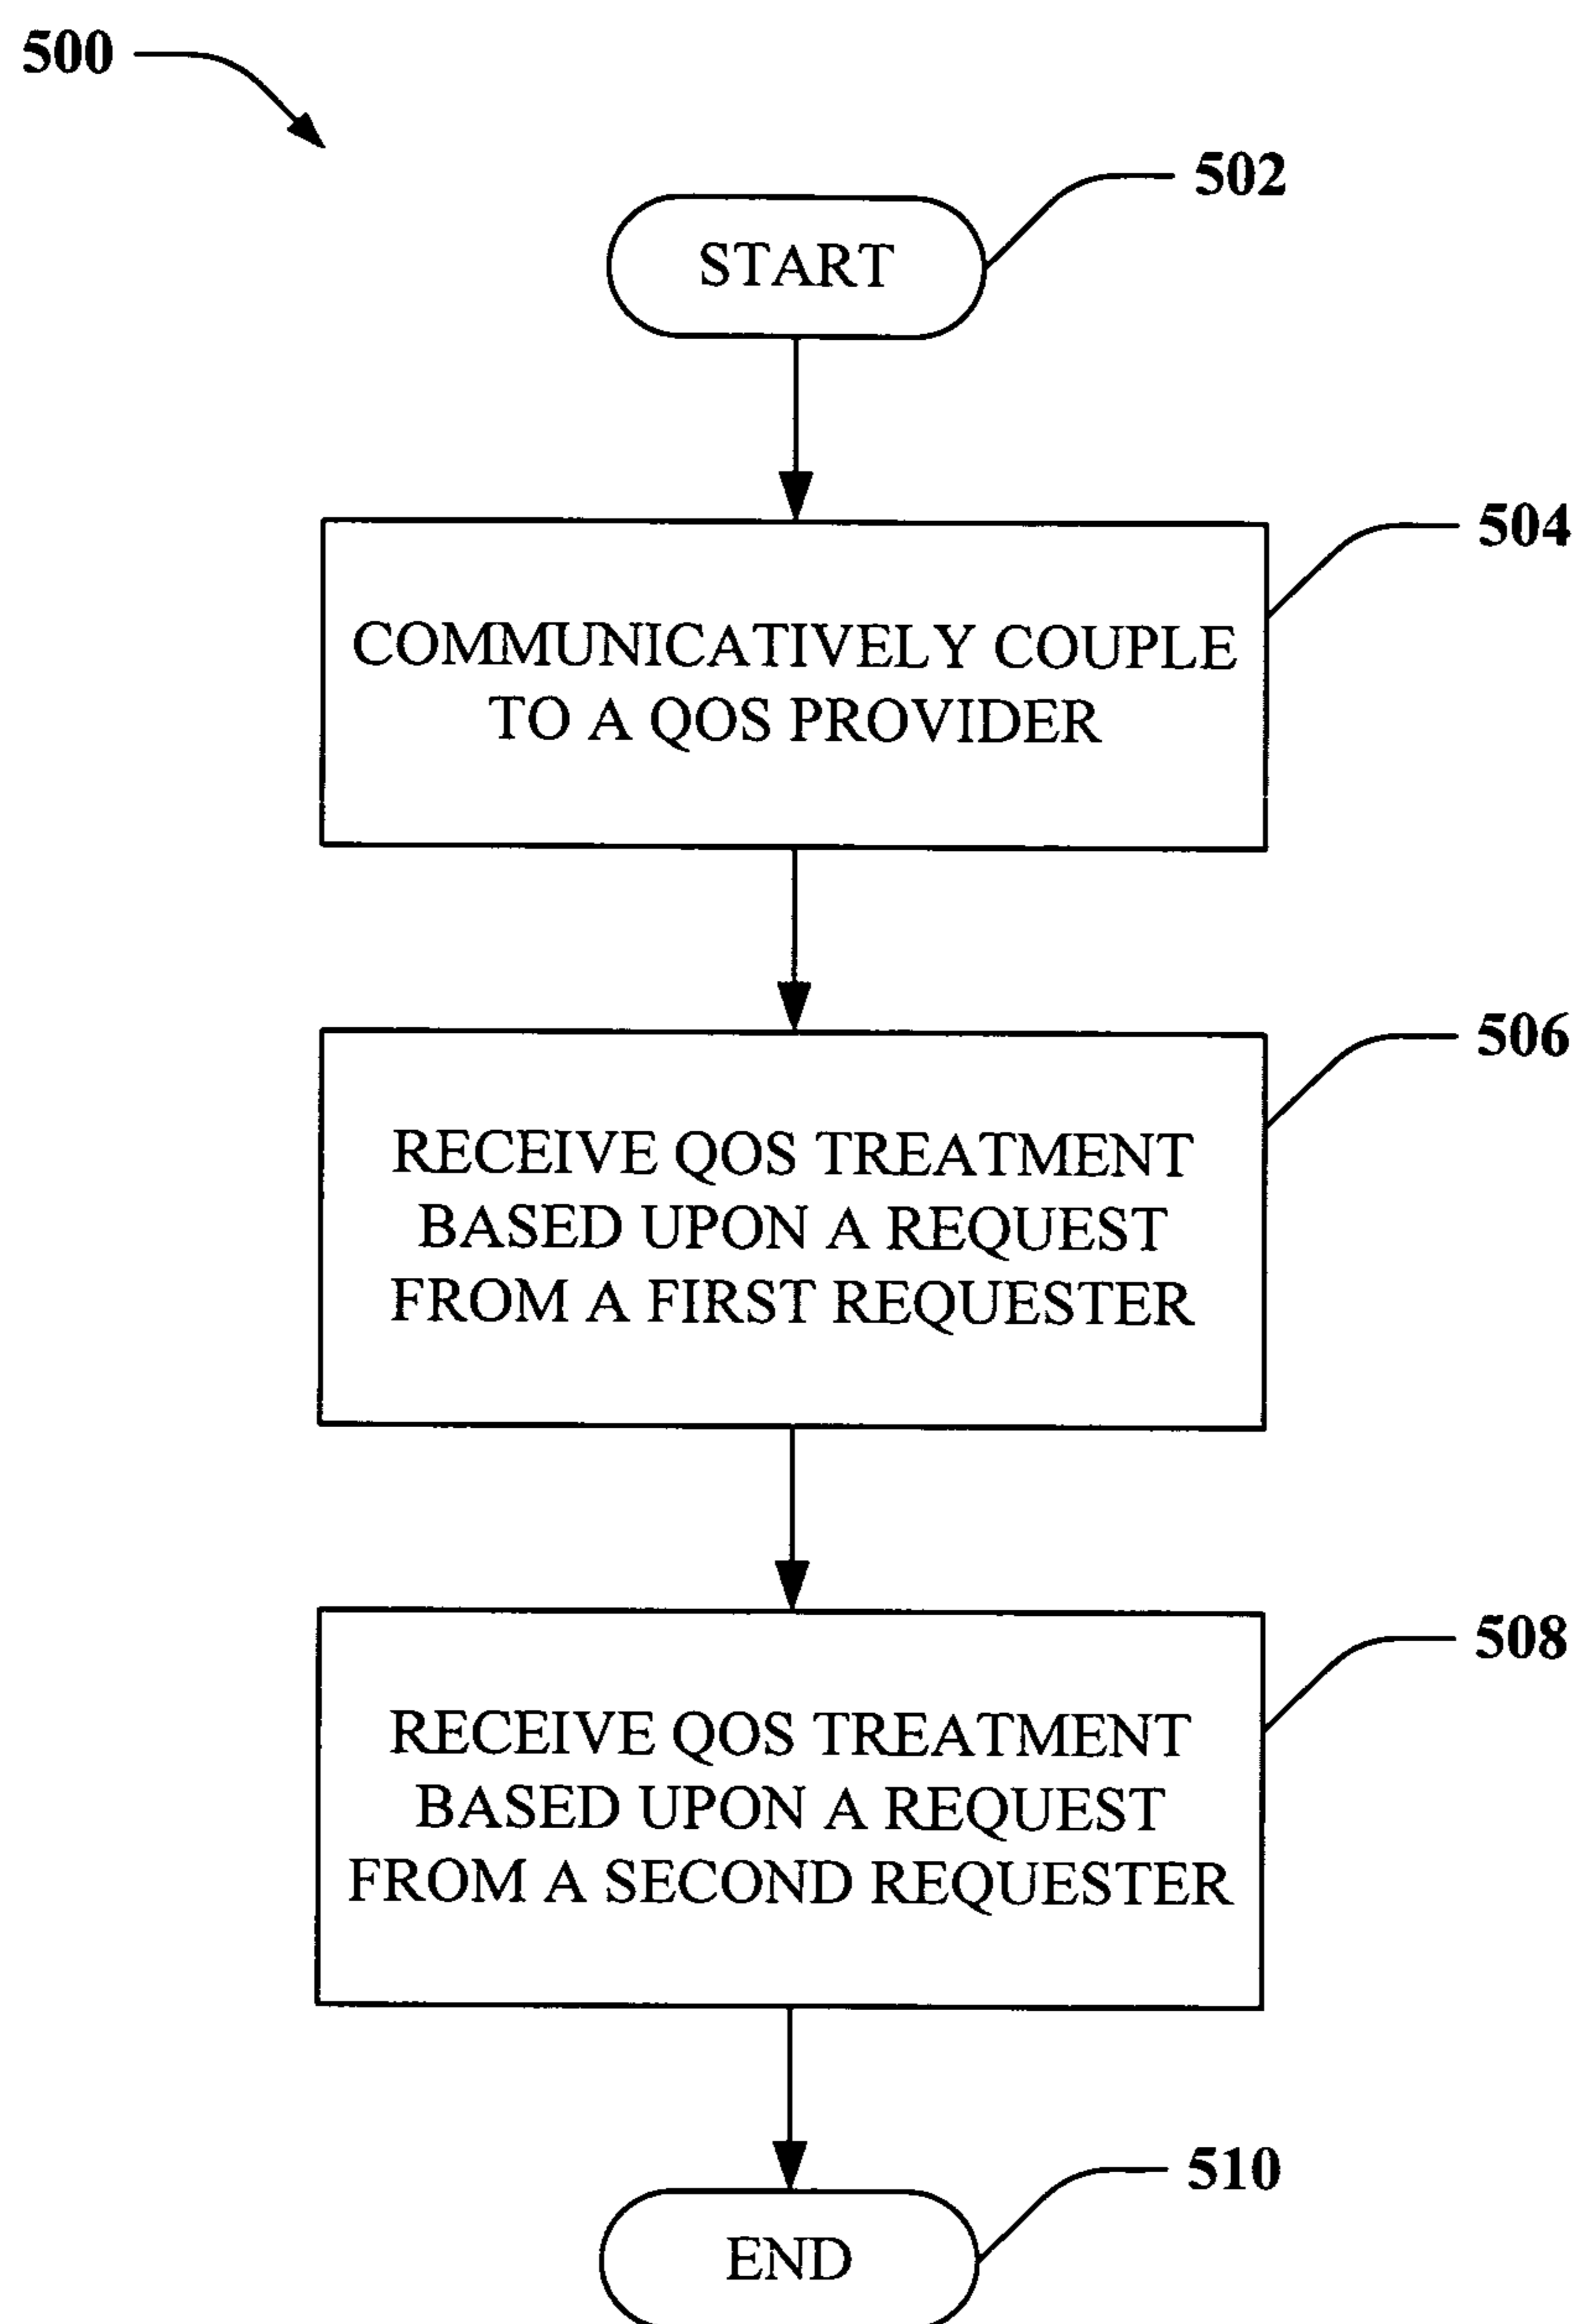 500
502
START
504
COMMUNICATIVELY COUPLE
TO A QOS PROVIDER
506
RECEIVE QOS TREATMENT
BASED UPON A REQUEST
FROM A FIRST REQUESTER
508
RECEIVE QOS TREATMENT
BASED UPON A REQUEST
FROM A SECOND REQUESTER
510
END